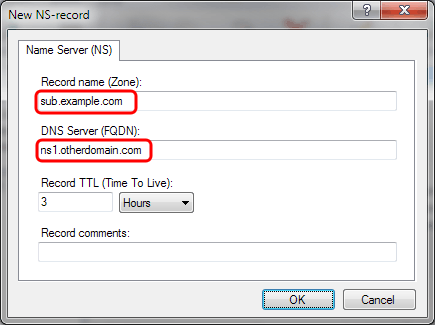 New NS-record
Name Server (NS)
Record name (Zone):
sub.example.com
DNS Server (FQDN):
ns1.otherdomain.com
Record TTL (Time To Live):
3 Hours
Record comments:
OK Cancel